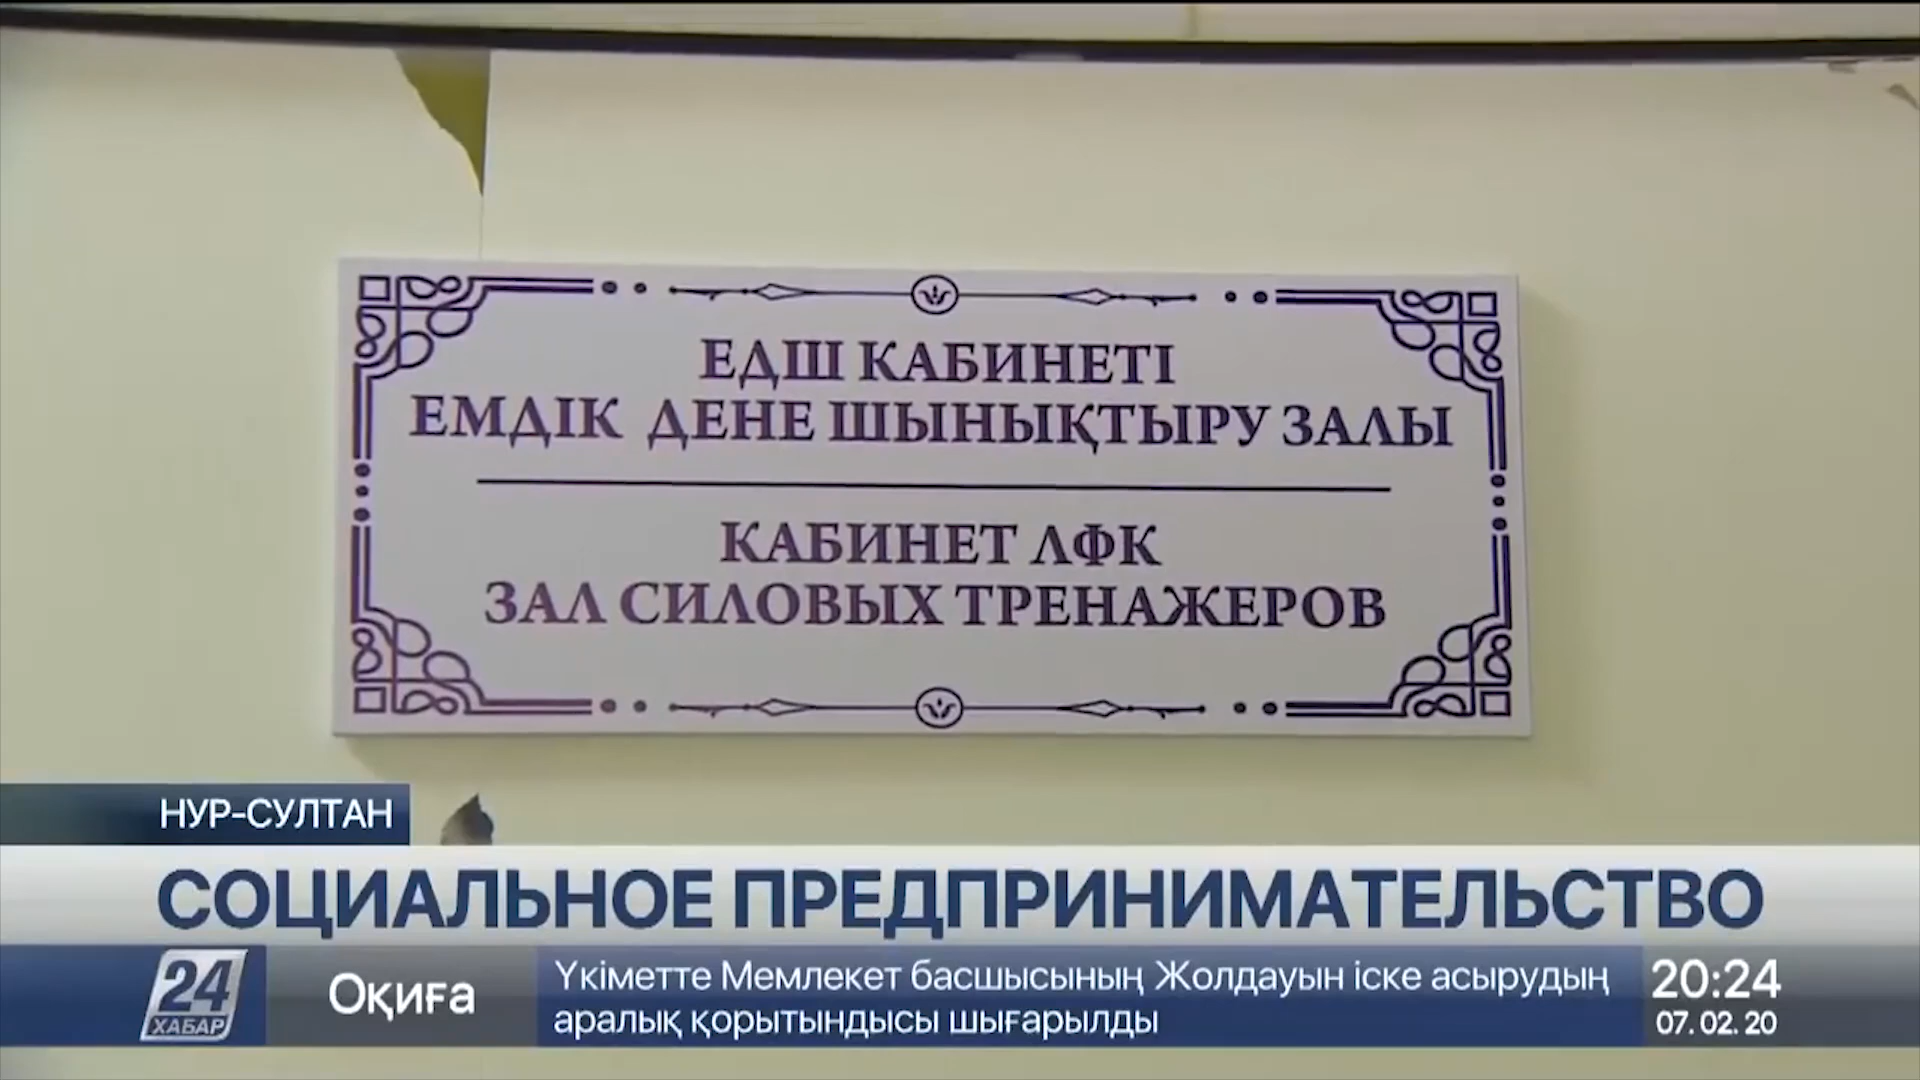 ЕДШ КАБИНЕТІ
ЕМДІК ДЕНЕ ШЫНЫҚТЫРУ ЗАЛЫ
КАБИНЕТ ЛФК
ЗАЛ СИЛОВЫХ ТРЕНАЖЕРОВ
НУР-СУЛТАН
СОЦИАЛЬНОЕ ПРЕДПРИНИМАТЕЛЬСТВО
24
ХАБАР
Оқиға
Үкіметте Мемлекет басшысының Жолдауын іске асырудың
аралық қорытындысы шығарылды
20:24
07. 02. 20